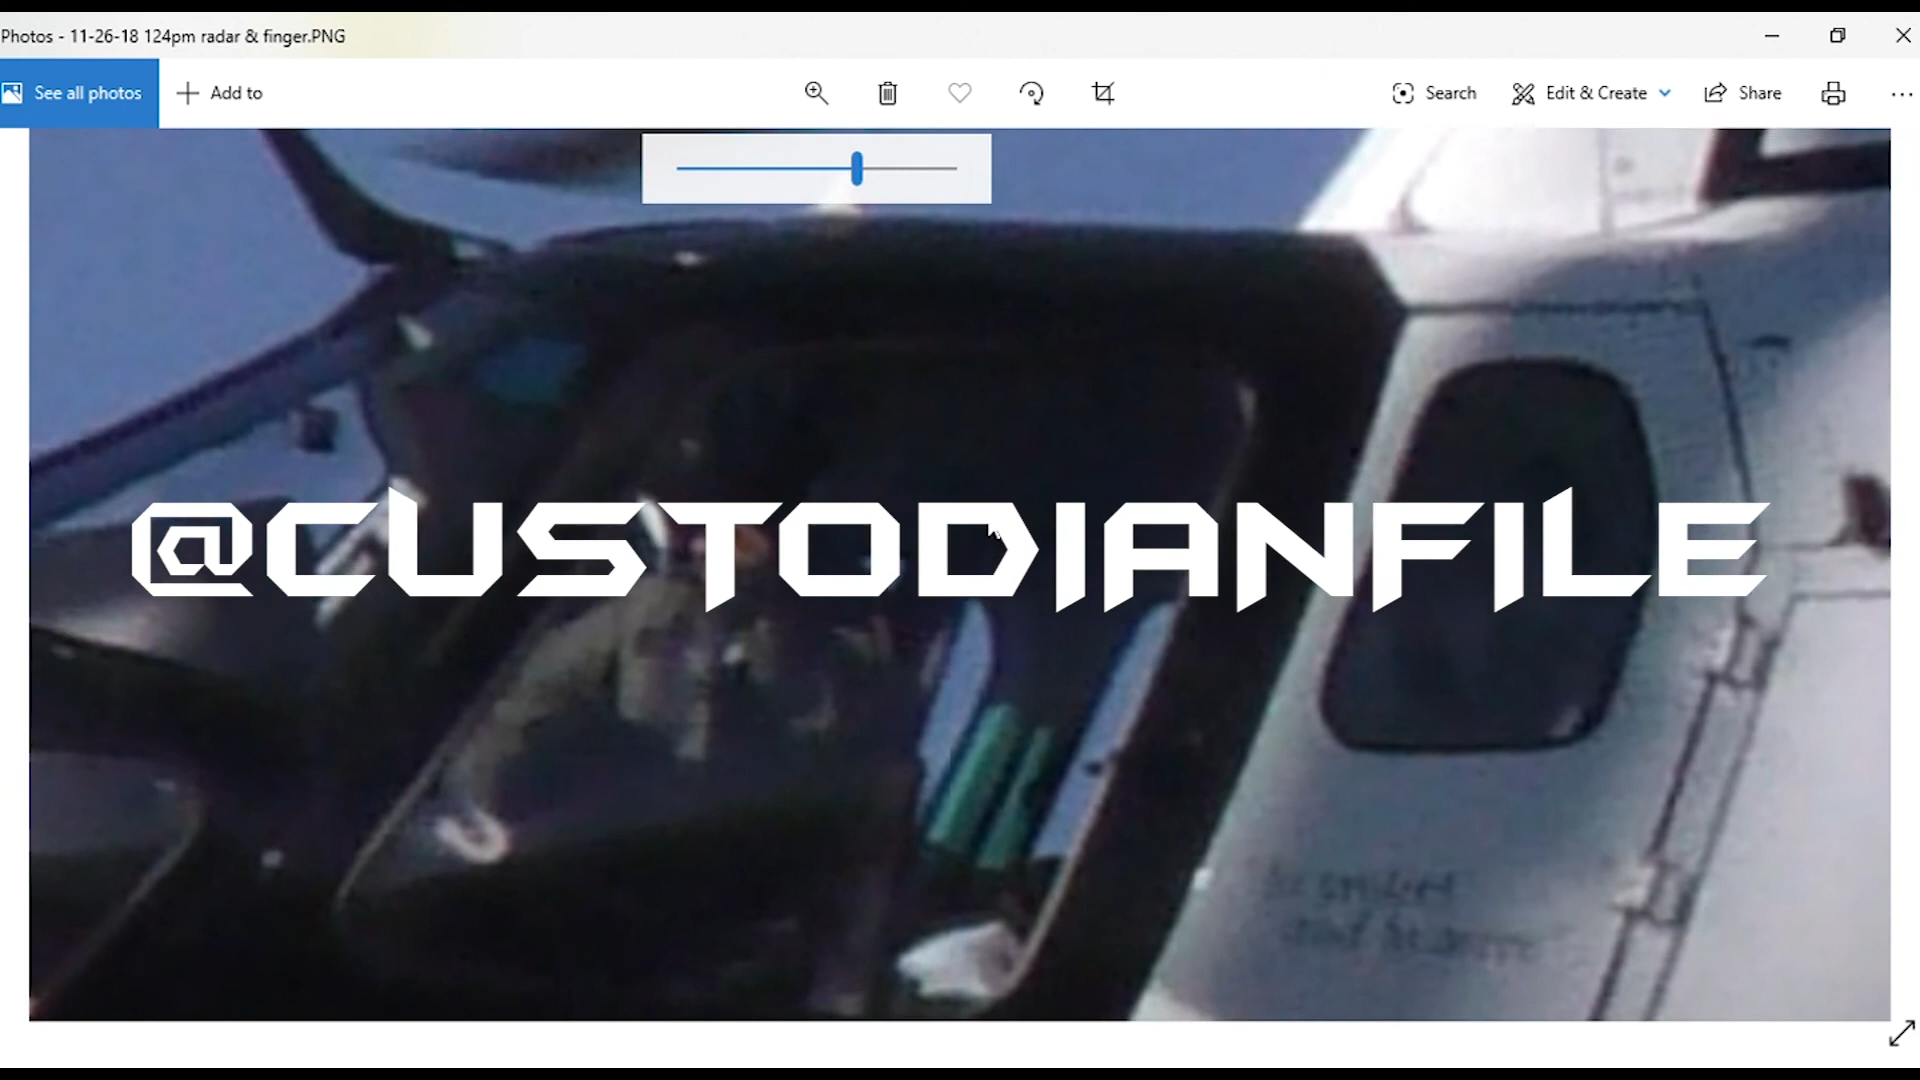 Photos - 11-26-18 124pm radar & finger.PNG
See all photos
Add to
Search
Edit & Create
Share
@CUSTODIANFILE